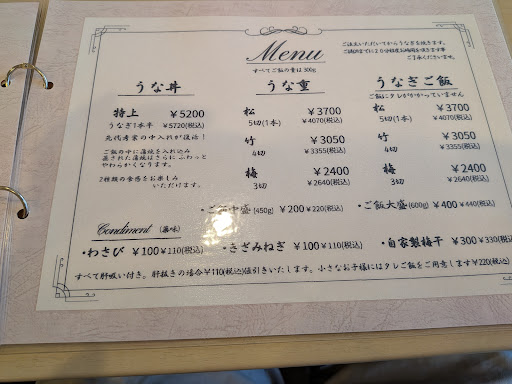 Menu
すべてご飯の量は300g
ご注文いただいてからうなぎを焼きます。
ご提供までに20分程度お時間を頂きます事
ご了承くださいませ。
うな丼
特上 ￥5200
うなぎ1本半 ￥5720(税込)
先代考案の中入れが復活！
ご飯の中に蒲焼を入れ込み
蒸された蒲焼はさらに ふわっと
やわらかくなります。
2種類の食感をお楽しみ
いただけます。
うな重
松 ￥3700
5切(1本) ￥4070(税込)
竹 ￥3050
4切 ￥3355(税込)
梅 ￥2400
3切 ￥2640(税込)
うなぎご飯
ご飯にタレがかかっていません
松 ￥3700
5切(1本) ￥4070(税込)
竹 ￥3050
4切 ￥3355(税込)
梅 ￥2400
3切 ￥2640(税込)
・ご飯中盛 (450g) ￥200 ￥220(税込) ・ご飯大盛 (600g) ￥400 ￥440(税込)
Condiment (薬味)
・わさび ￥100 ￥110(税込) ・きざみねぎ ￥100 ￥110(税込) ・自家製梅干 ￥300 ￥330(税込)
すべて肝吸い付き。肝抜きの場合￥110(税込)値引きいたします。小さなお子様にはタレご飯をご用意します￥220(税込)